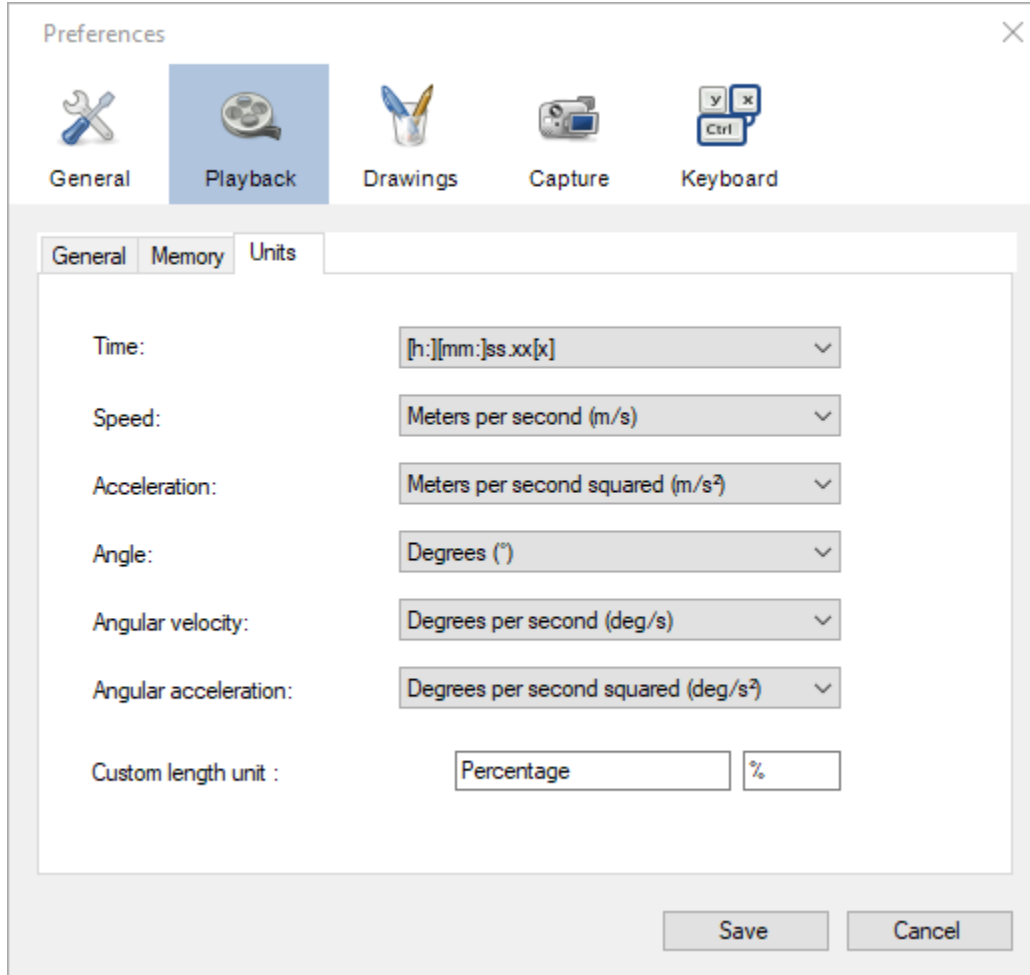 Preferences
y x
Ctrl
General Playback Drawings Capture Keyboard
General Memory Units
Time: [h:][mm:]ss.xx[x]
Speed: Meters per second (m/s)
Acceleration: Meters per second squared (m/s²)
Angle: Degrees (°)
Angular velocity: Degrees per second (deg/s)
Angular acceleration: Degrees per second squared (deg/s²)
Custom length unit : Percentage %
Save Cancel